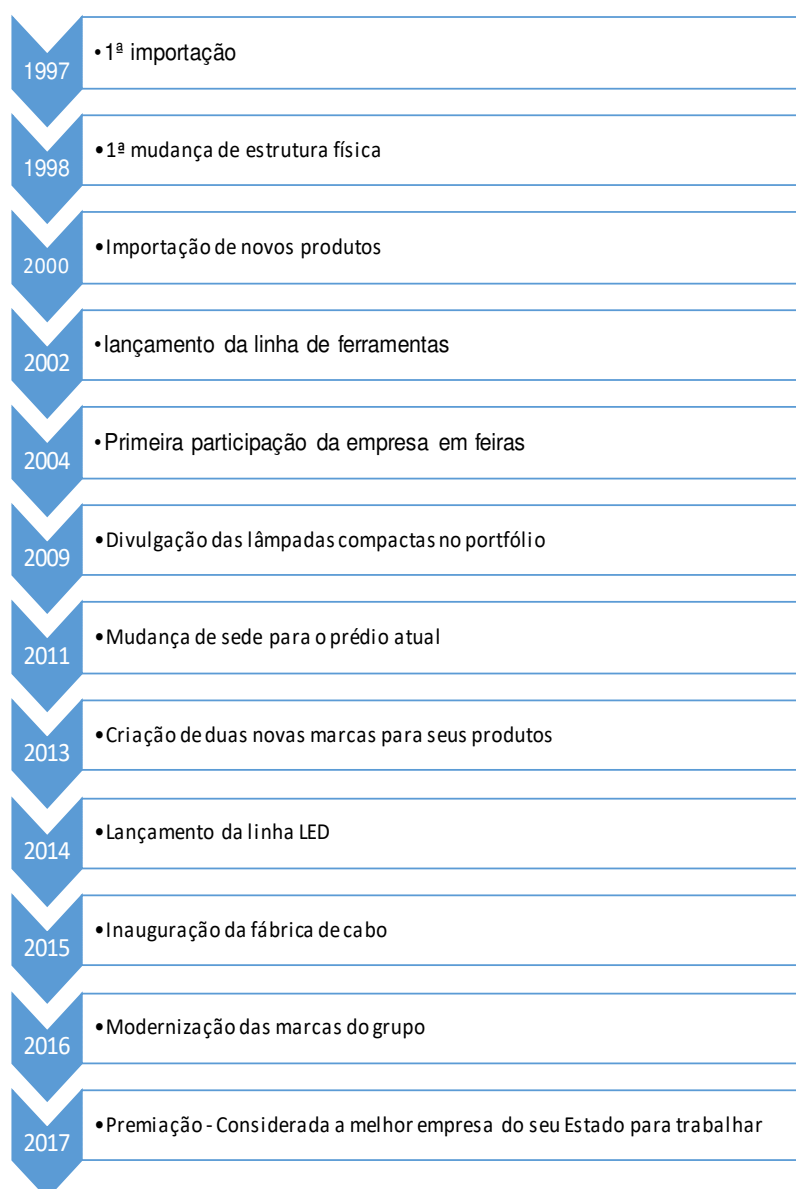 1997
•1ª importação
1998
•1ª mudança de estrutura física
2000
•Importação de novos produtos
2002
•lançamento da linha de ferramentas
2004
•Primeira participação da empresa em feiras
2009
•Divulgação das lâmpadas compactas no portfólio
2011
•Mudança de sede para o prédio atual
2013
•Criação de duas novas marcas para seus produtos
2014
•Lançamento da linha LED
2015
•Inauguração da fábrica de cabo
2016
•Modernização das marcas do grupo
2017
•Premiação - Considerada a melhor empresa do seu Estado para trabalhar